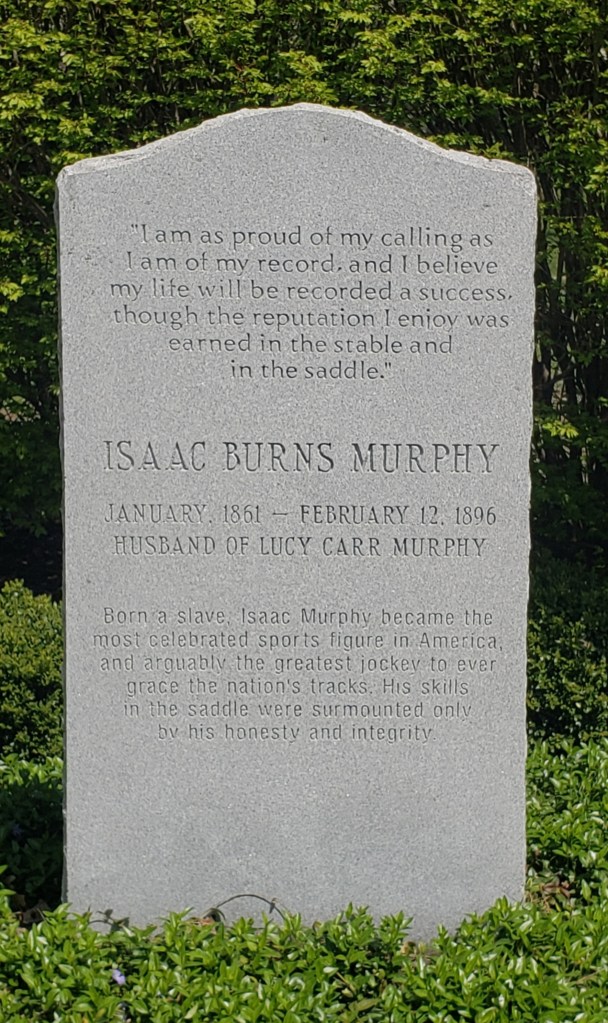 "I am as proud of my calling as
I am of my record, and I believe
my life will be recorded a success,
though the reputation I enjoy was
earned in the stable and
in the saddle."
ISAAC BURNS MURPHY
JANUARY, 1861 — FEBRUARY 12, 1896
HUSBAND OF LUCY CARR MURPHY
Born a slave, Isaac Murphy became the
most celebrated sports figure in America,
and arguably the greatest jockey to ever
grace the nation's tracks. His skills
in the saddle were surmounted only
by his honesty and integrity.